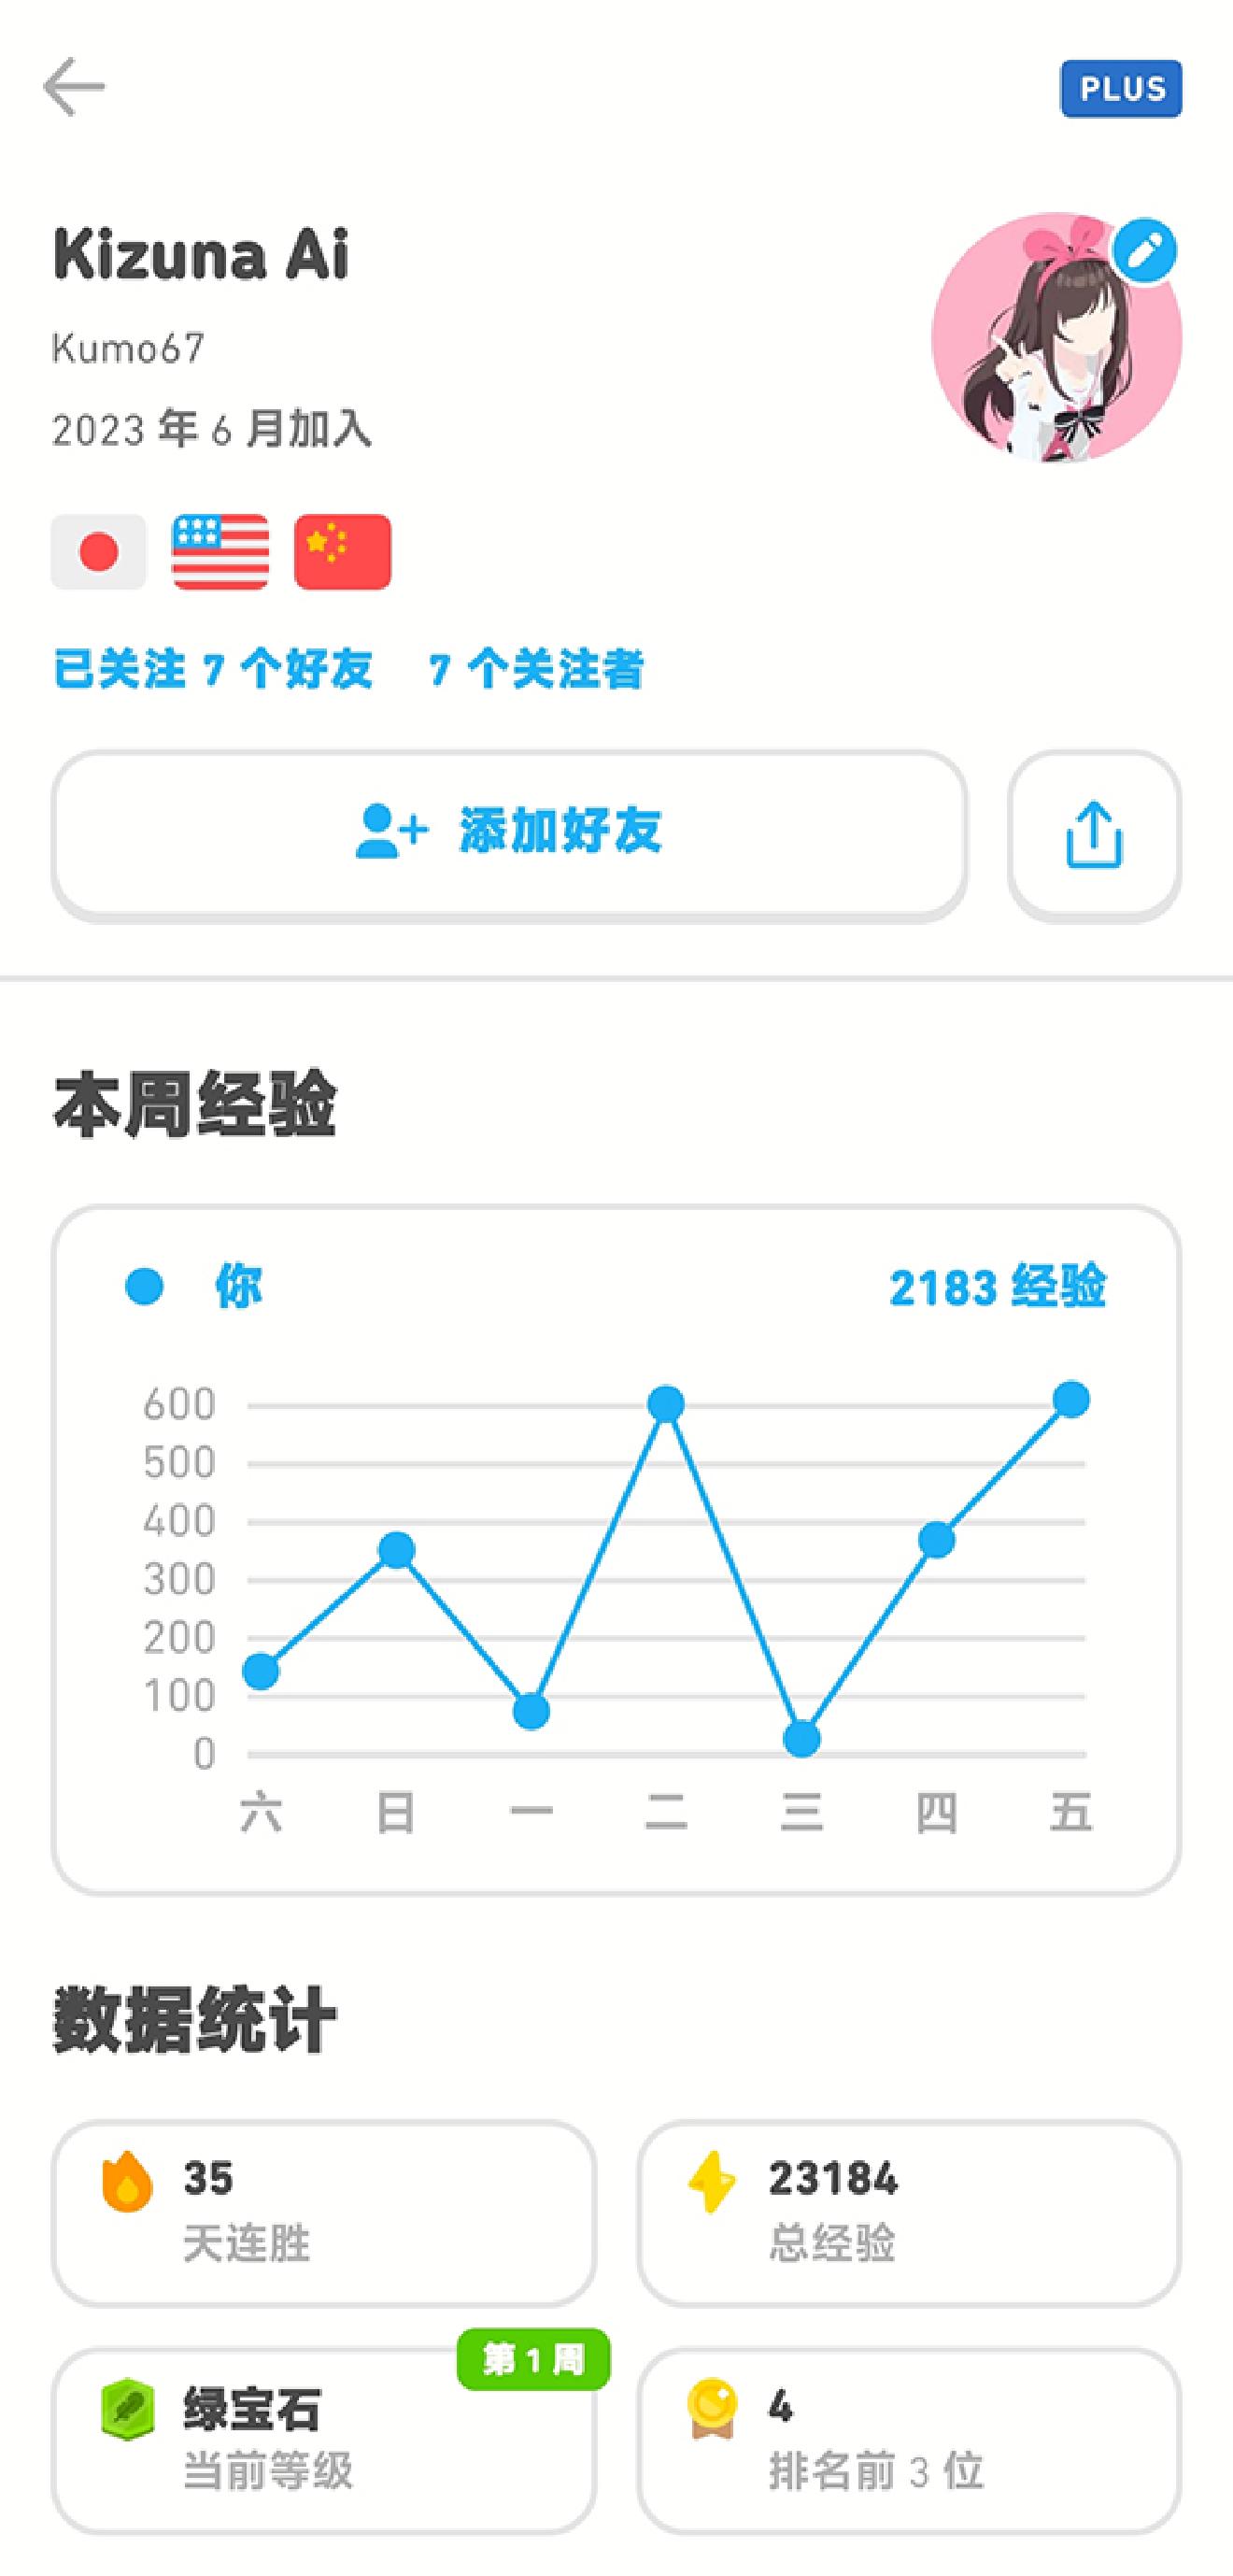 PLUS
Kizuna Ai
Kumo67
2023 年 6 月加入
已关注 7 个好友 7 个关注者
添加好友
本周经验
你 2183 经验
600
500
400
300
200
100
0
六 日 一 二 三 四 五
数据统计
35
天连胜
23184
总经验
第 1 周
绿宝石
当前等级
4
排名前 3 位